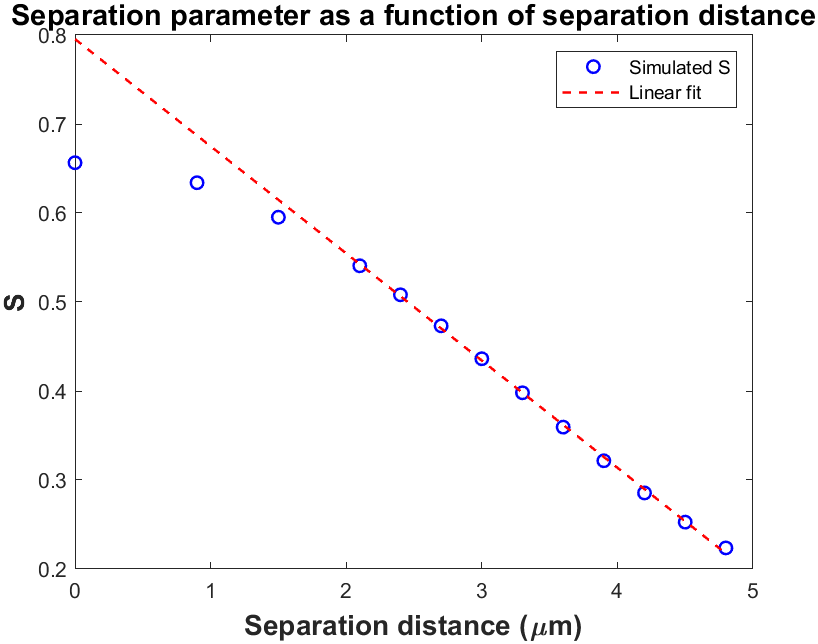 Separation parameter as a function of separation distance
0.8
0.7
0.6
0.5
0.4
0.3
0.2
S
Simulated S
Linear fit
0 1 2 3 4 5
Separation distance (μm)